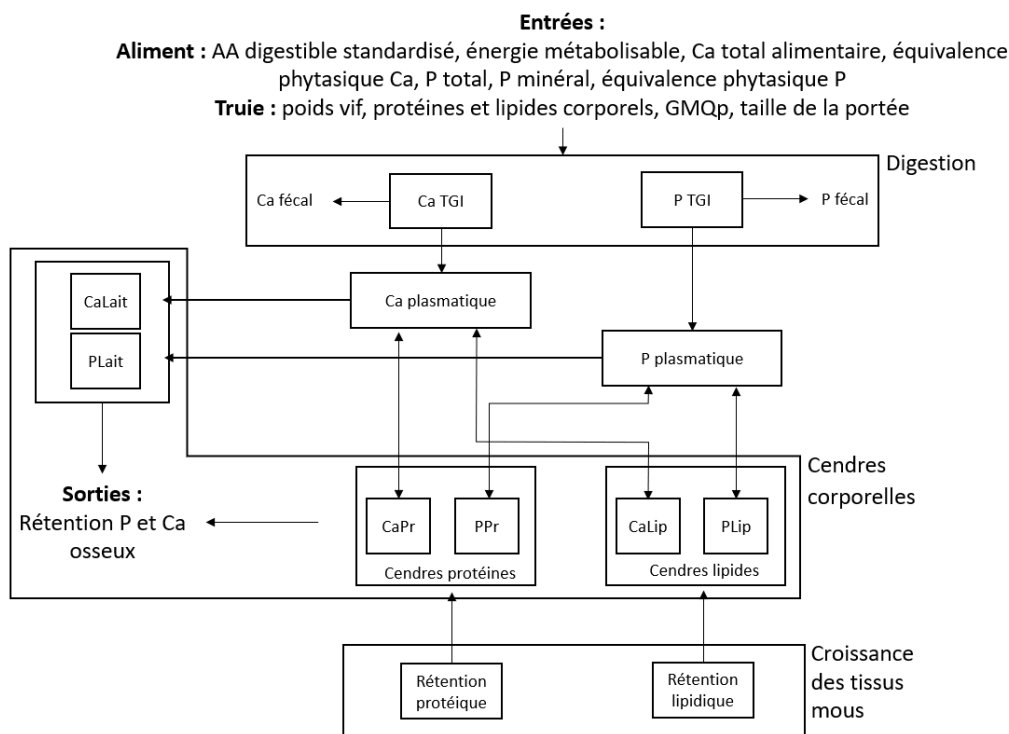 Entrées :
Aliment : AA digestible standardisé, énergie métabolisable, Ca total alimentaire, équivalence
phytasique Ca, P total, P minéral, équivalence phytasique P
Truie : poids vif, protéines et lipides corporels, GMQp, taille de la portée
Digestion
Ca fécal
Ca TGI
P TGI
P fécal
CaLait
Ca plasmatique
PLait
P plasmatique
Cendres
corporelles
Sorties :
Rétention P et Ca
osseux
CaPr
PPr
CaLip
PLip
Cendres protéines
Cendres lipides
Croissance
des tissus
mous
Rétention
protéique
Rétention
lipidique